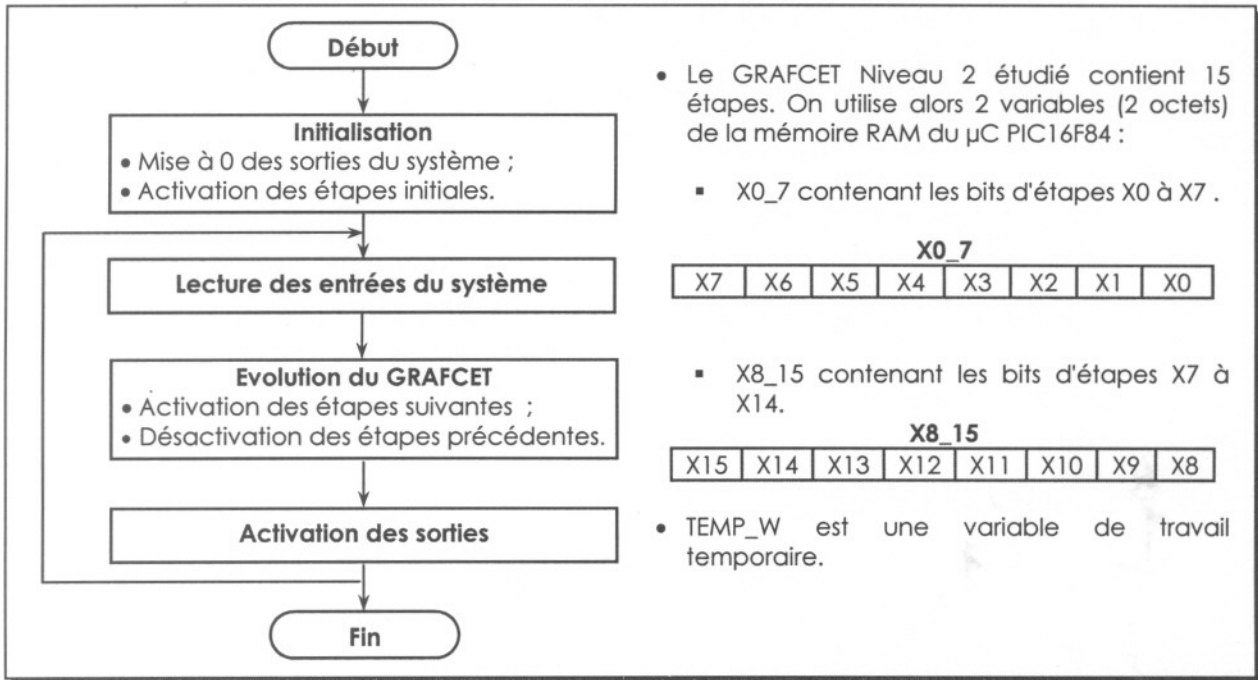 Début
Initialisation
• Mise à 0 des sorties du système ;
• Activation des étapes initiales.
Lecture des entrées du système
Evolution du GRAFCET
• Activation des étapes suivantes ;
• Désactivation des étapes précédentes.
Activation des sorties
Fin
• Le GRAFCET Niveau 2 étudié contient 15
étapes. On utilise alors 2 variables (2 octets)
de la mémoire RAM du µC PIC16F84 :
▪ X0_7 contenant les bits d'étapes X0 à X7 .
X0_7
X7 X6 X5 X4 X3 X2 X1 X0
▪ X8_15 contenant les bits d'étapes X7 à
X14.
X8_15
X15 X14 X13 X12 X11 X10 X9 X8
• TEMP_W est une variable de travail
temporaire.